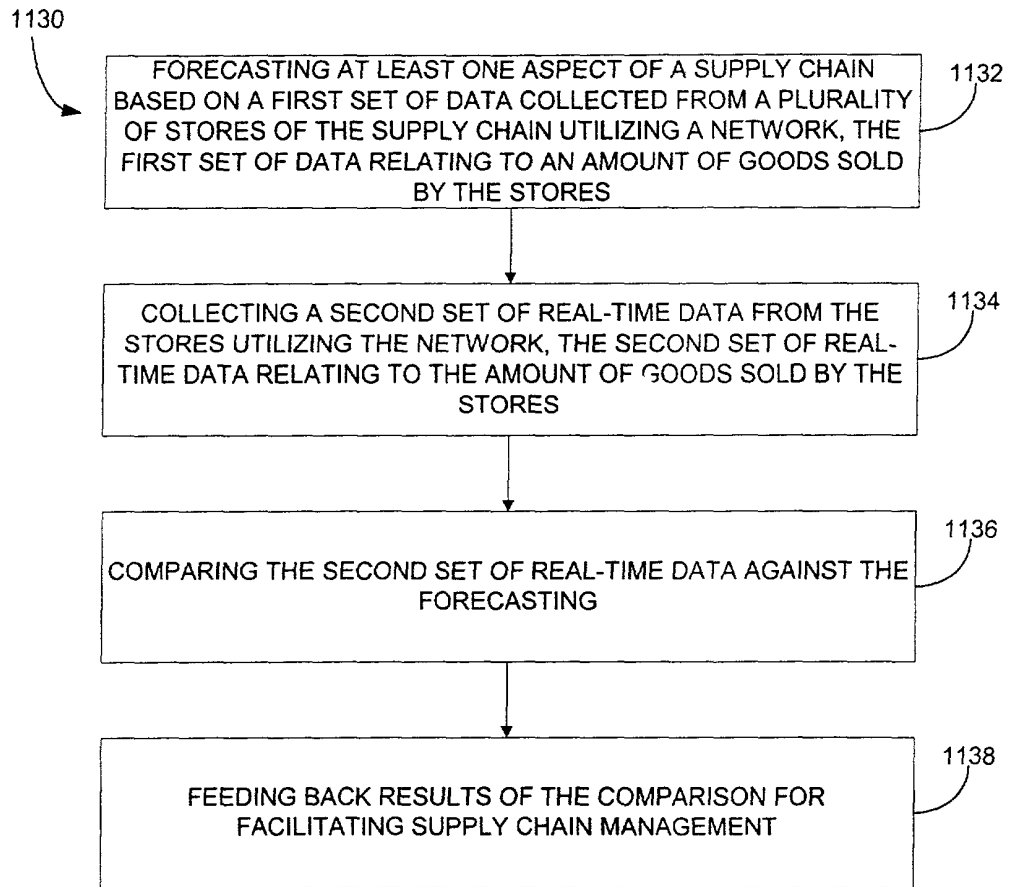 1130
FORECASTING AT LEAST ONE ASPECT OF A SUPPLY CHAIN
BASED ON A FIRST SET OF DATA COLLECTED FROM A PLURALITY
OF STORES OF THE SUPPLY CHAIN UTILIZING A NETWORK, THE
FIRST SET OF DATA RELATING TO AN AMOUNT OF GOODS SOLD
BY THE STORES
1132
COLLECTING A SECOND SET OF REAL-TIME DATA FROM THE
STORES UTILIZING THE NETWORK, THE SECOND SET OF REAL-
TIME DATA RELATING TO THE AMOUNT OF GOODS SOLD BY THE
STORES
1134
COMPARING THE SECOND SET OF REAL-TIME DATA AGAINST THE
FORECASTING
1136
FEEDING BACK RESULTS OF THE COMPARISON FOR
FACILITATING SUPPLY CHAIN MANAGEMENT
1138